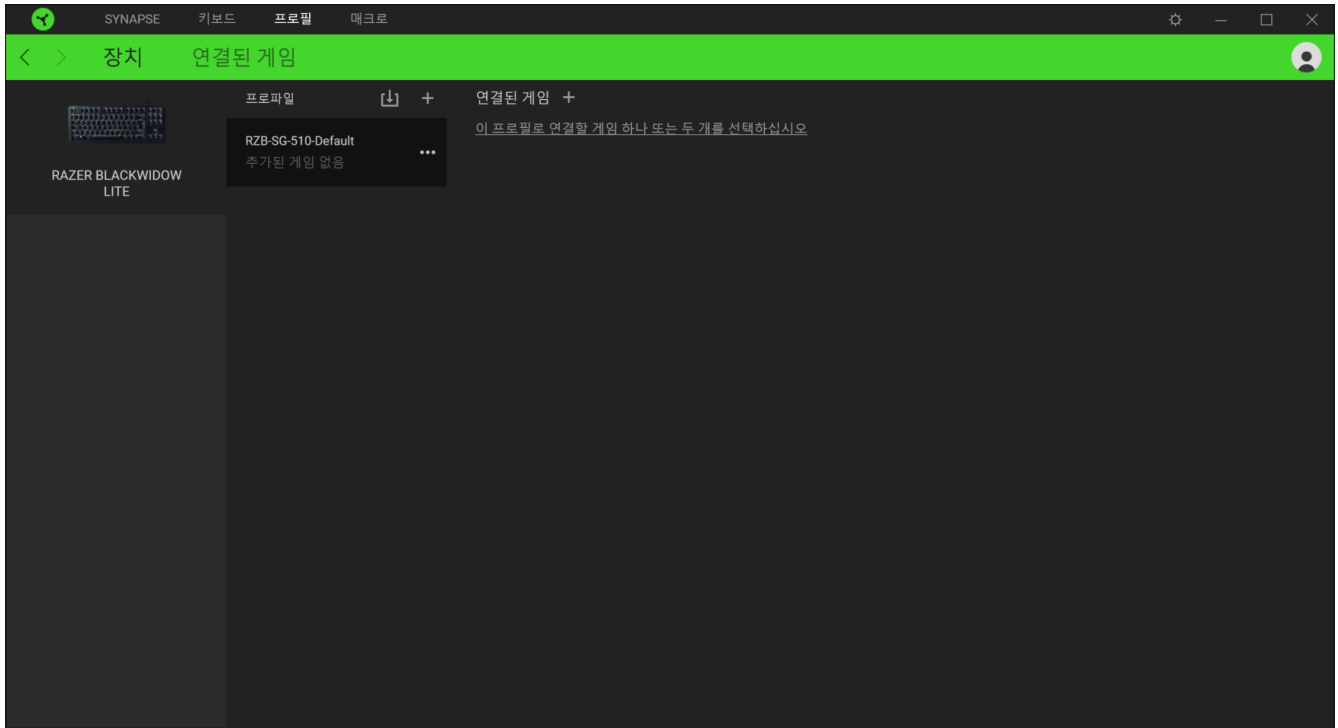 SYNAPSE 키보드 프로필 매크로
장치 연결된 게임
RAZER BLACKWIDOW
LITE
프로파일
RZB-SG-510-Default
추가된 게임 없음
연결된 게임 +
이 프로필로 연결할 게임 하나 또는 두 개를 선택하십시오